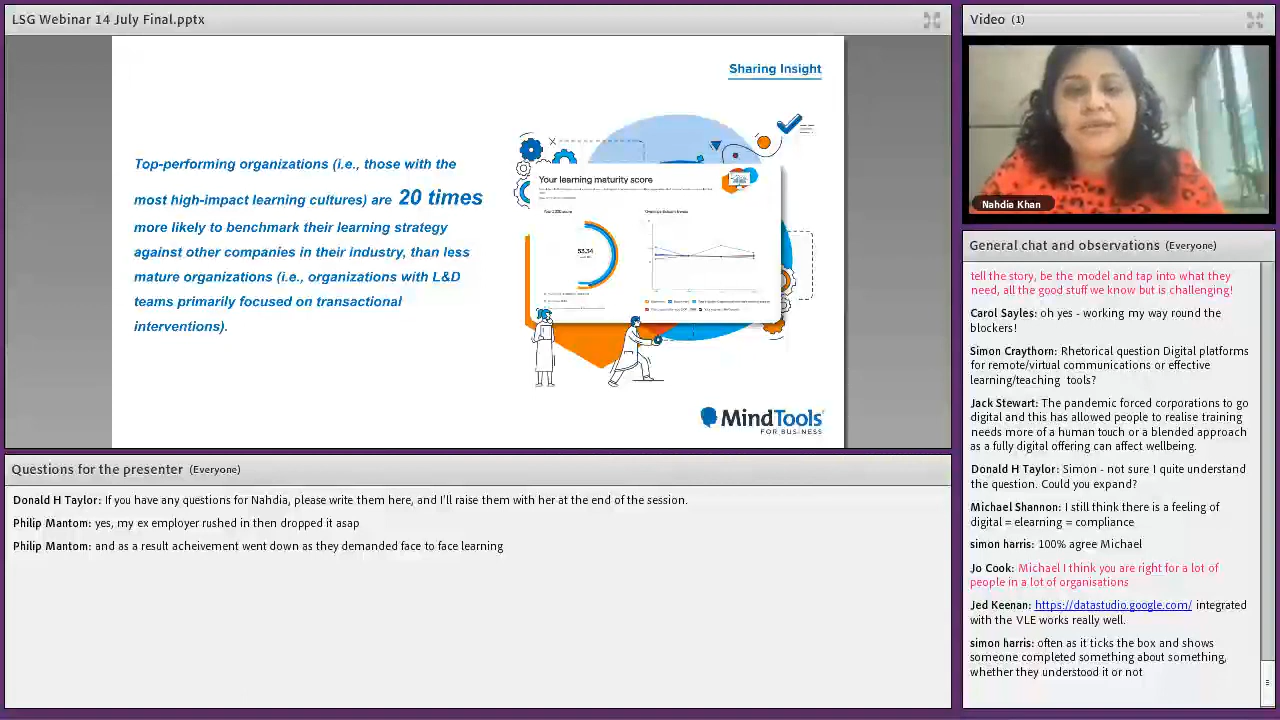 LSG Webinar 14 July Final.pptx
Sharing Insight
Top-performing organizations (i.e., those with the
most high-impact learning cultures) are 20 times
more likely to benchmark their learning strategy
against other companies in their industry, than less
mature organizations (i.e., organizations with L&D
teams primarily focused on transactional
interventions).
Your learning maturity score
53.34
MindTools
FOR BUSINESS
Questions for the presenter (Everyone)
Donald H Taylor: If you have any questions for Nahdia, please write them here, and I'll raise them with her at the end of the session.
Philip Mantom: yes, my ex employer rushed in then dropped it asap
Philip Mantom: and as a result acheivement went down as they demanded face to face learning
Video (1)
Nahdia Khan
General chat and observations (Everyone)
tell the story, be the model and tap into what they
need, all the good stuff we know but is challenging!
Carol Sayles: oh yes - working my way round the
blockers!
Simon Craythorn: Rhetorical question Digital platforms
for remote/virtual communications or effective
learning/teaching tools?
Jack Stewart: The pandemic forced corporations to go
digital and this has allowed people to realise training
needs more of a human touch or a blended approach
as a fully digital offering can affect wellbeing.
Donald H Taylor: Simon - not sure I quite understand
the question. Could you expand?
Michael Shannon: I still think there is a feeling of
digital = elearning = compliance
simon harris: 100% agree Michael
Jo Cook: Michael I think you are right for a lot of
people in a lot of organisations
Jed Keenan: https://datastudio.google.com/ integrated
with the VLE works really well.
simon harris: often as it ticks the box and shows
someone completed something about something,
whether they understood it or not